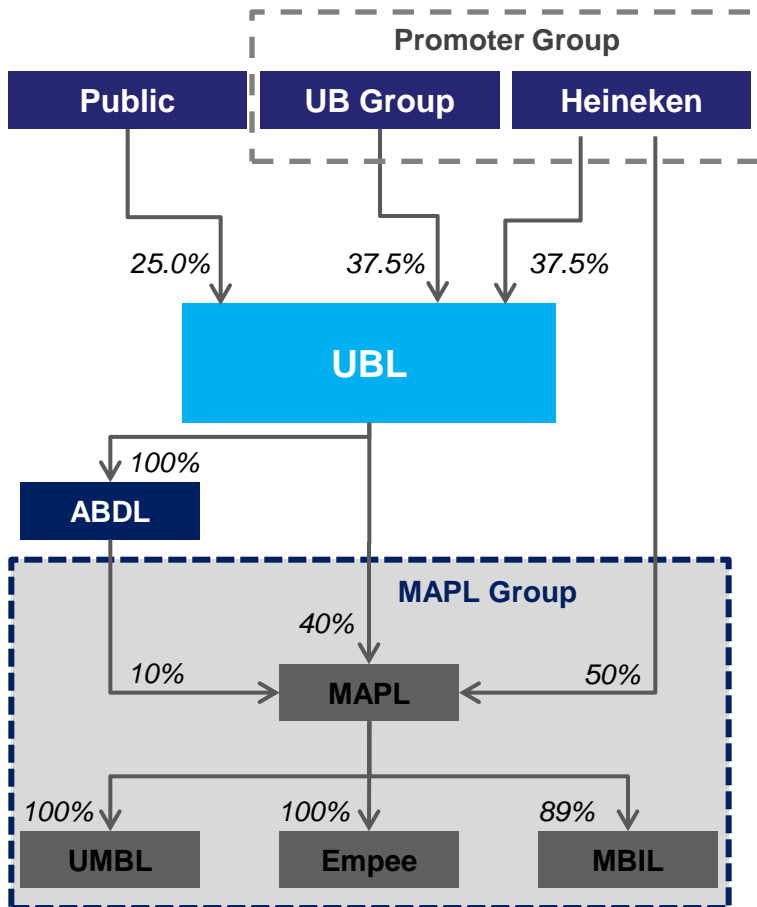 Promoter Group
Public
UB Group
Heineken
25.0%
37.5%
37.5%
UBL
100%
ABDL
MAPL Group
40%
10%
MAPL
50%
100%
100%
89%
UMBL
Empee
MBIL